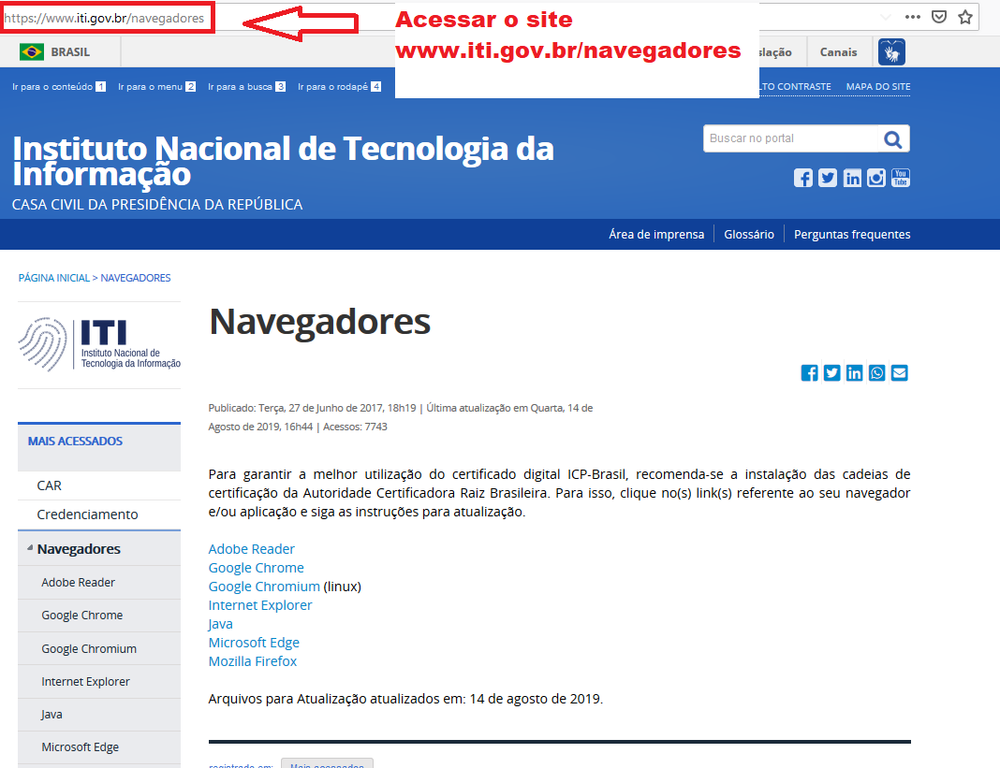 https://www.iti.gov.br/navegadores
Acessar o site
www.iti.gov.br/navegadores
BRASIL
slação
Canais
Ir para o conteúdo 1 Ir para o menu 2 Ir para a busca 3 Ir para o rodapé 4
LTO CONTRASTE MAPA DO SITE
Instituto Nacional de Tecnologia da
Informação
CASA CIVIL DA PRESIDÊNCIA DA REPÚBLICA
Buscar no portal
You
Tube
Área de imprensa Glossário Perguntas frequentes
PÁGINA INICIAL > NAVEGADORES
ITI
Instituto Nacional de
Tecnologia da Informação
MAIS ACESSADOS
CAR
Credenciamento
Navegadores
Adobe Reader
Google Chrome
Google Chromium
Internet Explorer
Java
Microsoft Edge
Navegadores
Publicado: Terça, 27 de Junho de 2017, 18h19 | Última atualização em Quarta, 14 de
Agosto de 2019, 16h44 | Acessos: 7743
Para garantir a melhor utilização do certificado digital ICP-Brasil, recomenda-se a instalação das cadeias de
certificação da Autoridade Certificadora Raiz Brasileira. Para isso, clique no(s) link(s) referente ao seu navegador
e/ou aplicação e siga as instruções para atualização.
Adobe Reader
Google Chrome
Google Chromium (linux)
Internet Explorer
Java
Microsoft Edge
Mozilla Firefox
Arquivos para Atualização atualizados em: 14 de agosto de 2019.
registrado em: Mais acessados